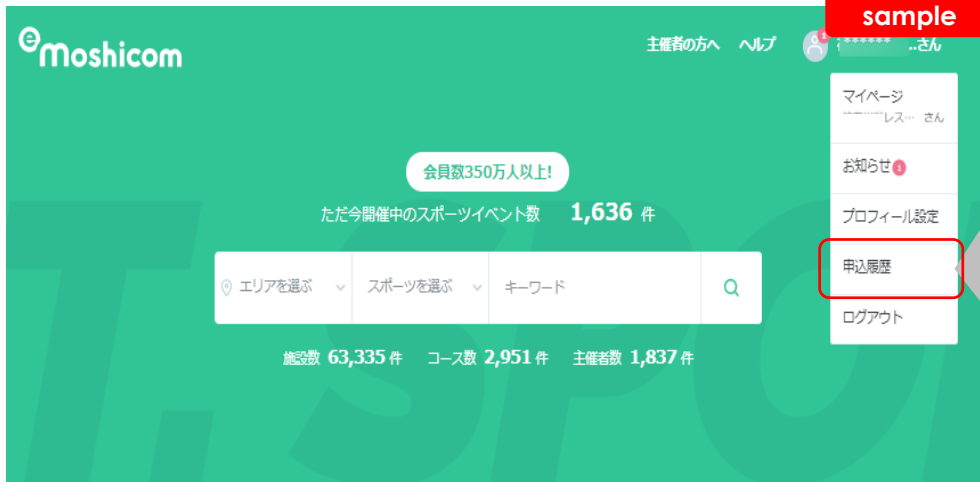 sample
e moshicom
主催者の方へ ヘルプ 1 ****** ..さん
マイページ
レス… さん
お知らせ 1
プロフィール設定
申込履歴
ログアウト
会員数350万人以上!
ただ今開催中のスポーツイベント数 1,636 件
エリアを選ぶ スポーツを選ぶ キーワード
施設数 63,335 件 コース数 2,951 件 主催者数 1,837 件
T. SPO